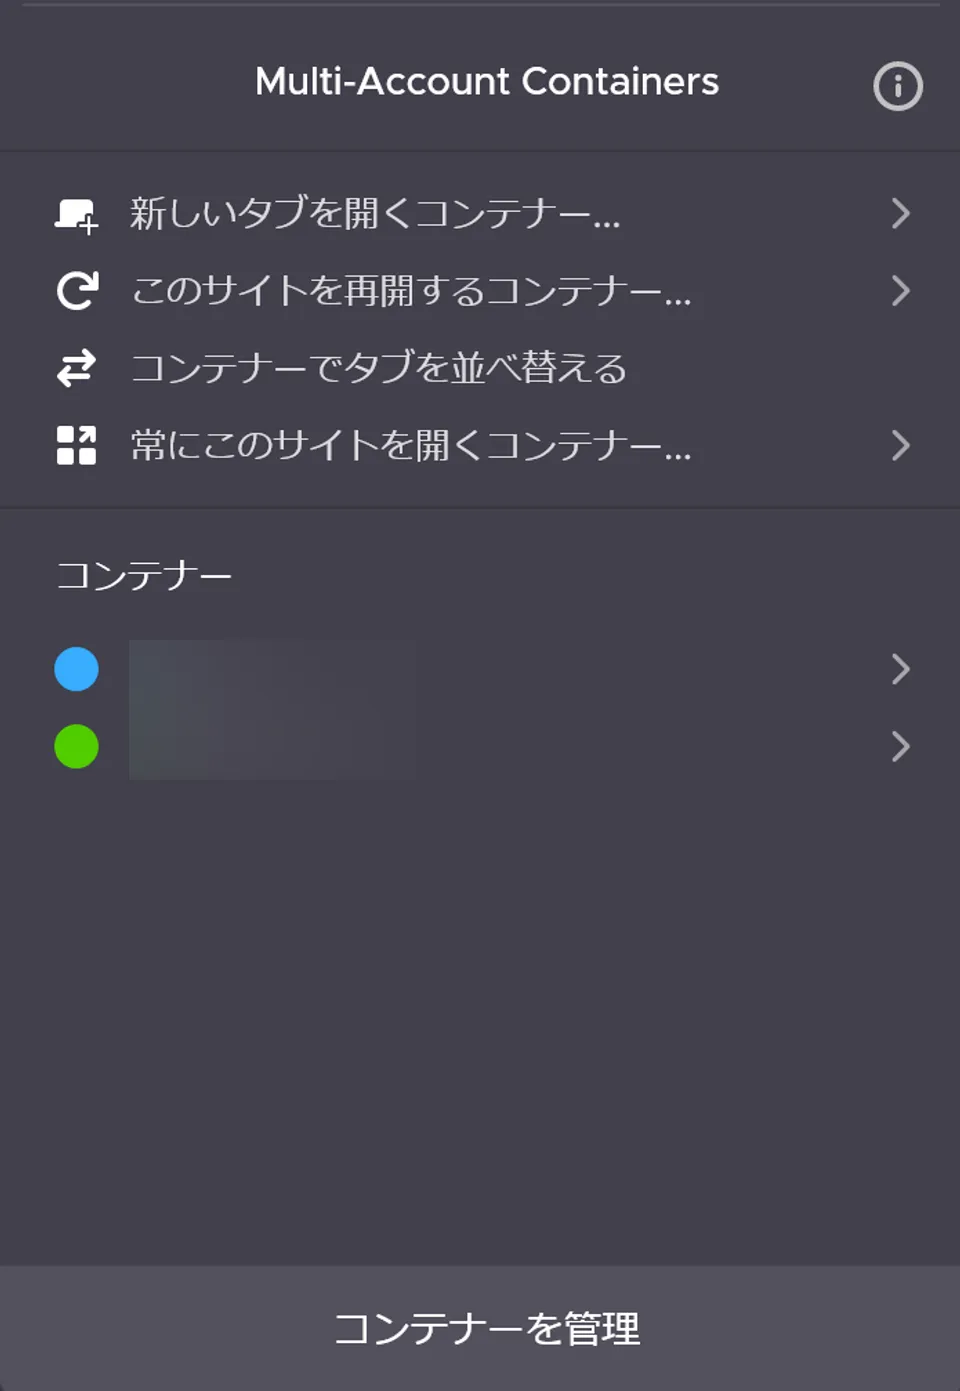 Multi-Account Containers
新しいタブを開くコンテナー...
このサイトを再開するコンテナー...
コンテナーでタブを並べ替える
常にこのサイトを開くコンテナー...
コンテナー
コンテナーを管理